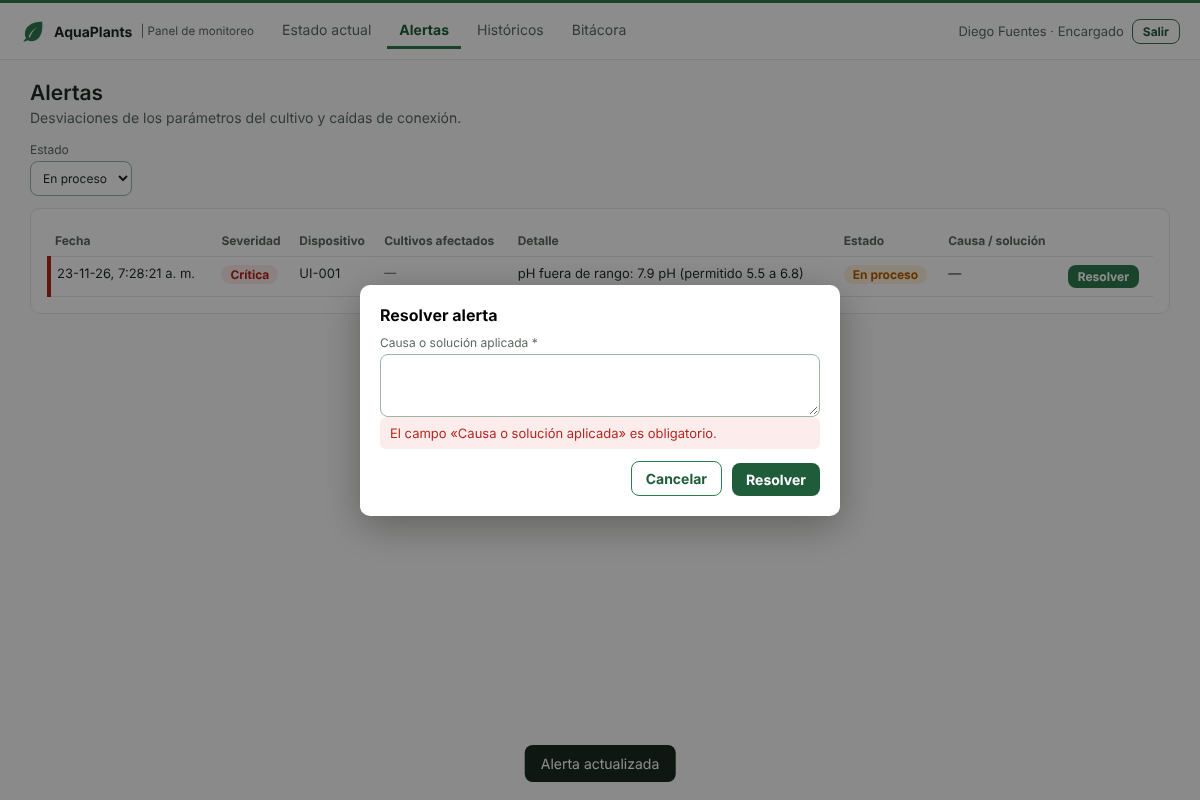 AquaPlants | Panel de monitoreo Estado actual Alertas Históricos Bitácora Diego Fuentes · Encargado Salir
Alertas
Desviaciones de los parámetros del cultivo y caídas de conexión.
Estado
En proceso
Fecha Severidad Dispositivo Cultivos afectados Detalle Estado Causa / solución
23-11-26, 7:28:21 a. m. Crítica UI-001 — pH fuera de rango: 7.9 pH (permitido 5.5 a 6.8) En proceso — Resolver
Resolver alerta
Causa o solución aplicada *
El campo «Causa o solución aplicada» es obligatorio.
Cancelar Resolver
Alerta actualizada